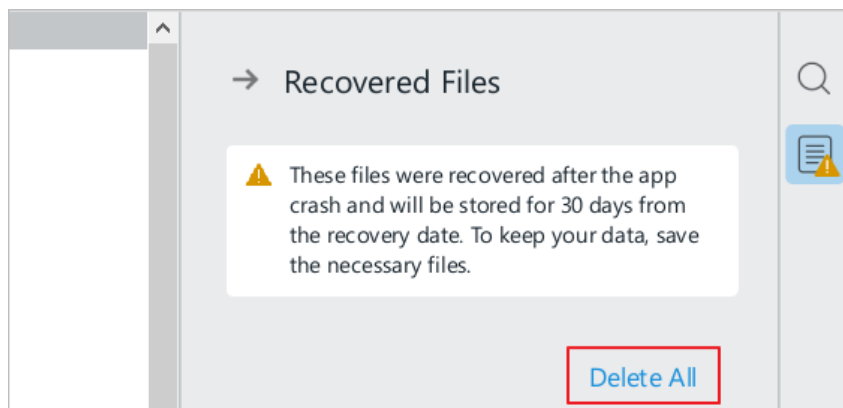 Recovered Files
These files were recovered after the app
crash and will be stored for 30 days from
the recovery date. To keep your data, save
the necessary files.
Delete All